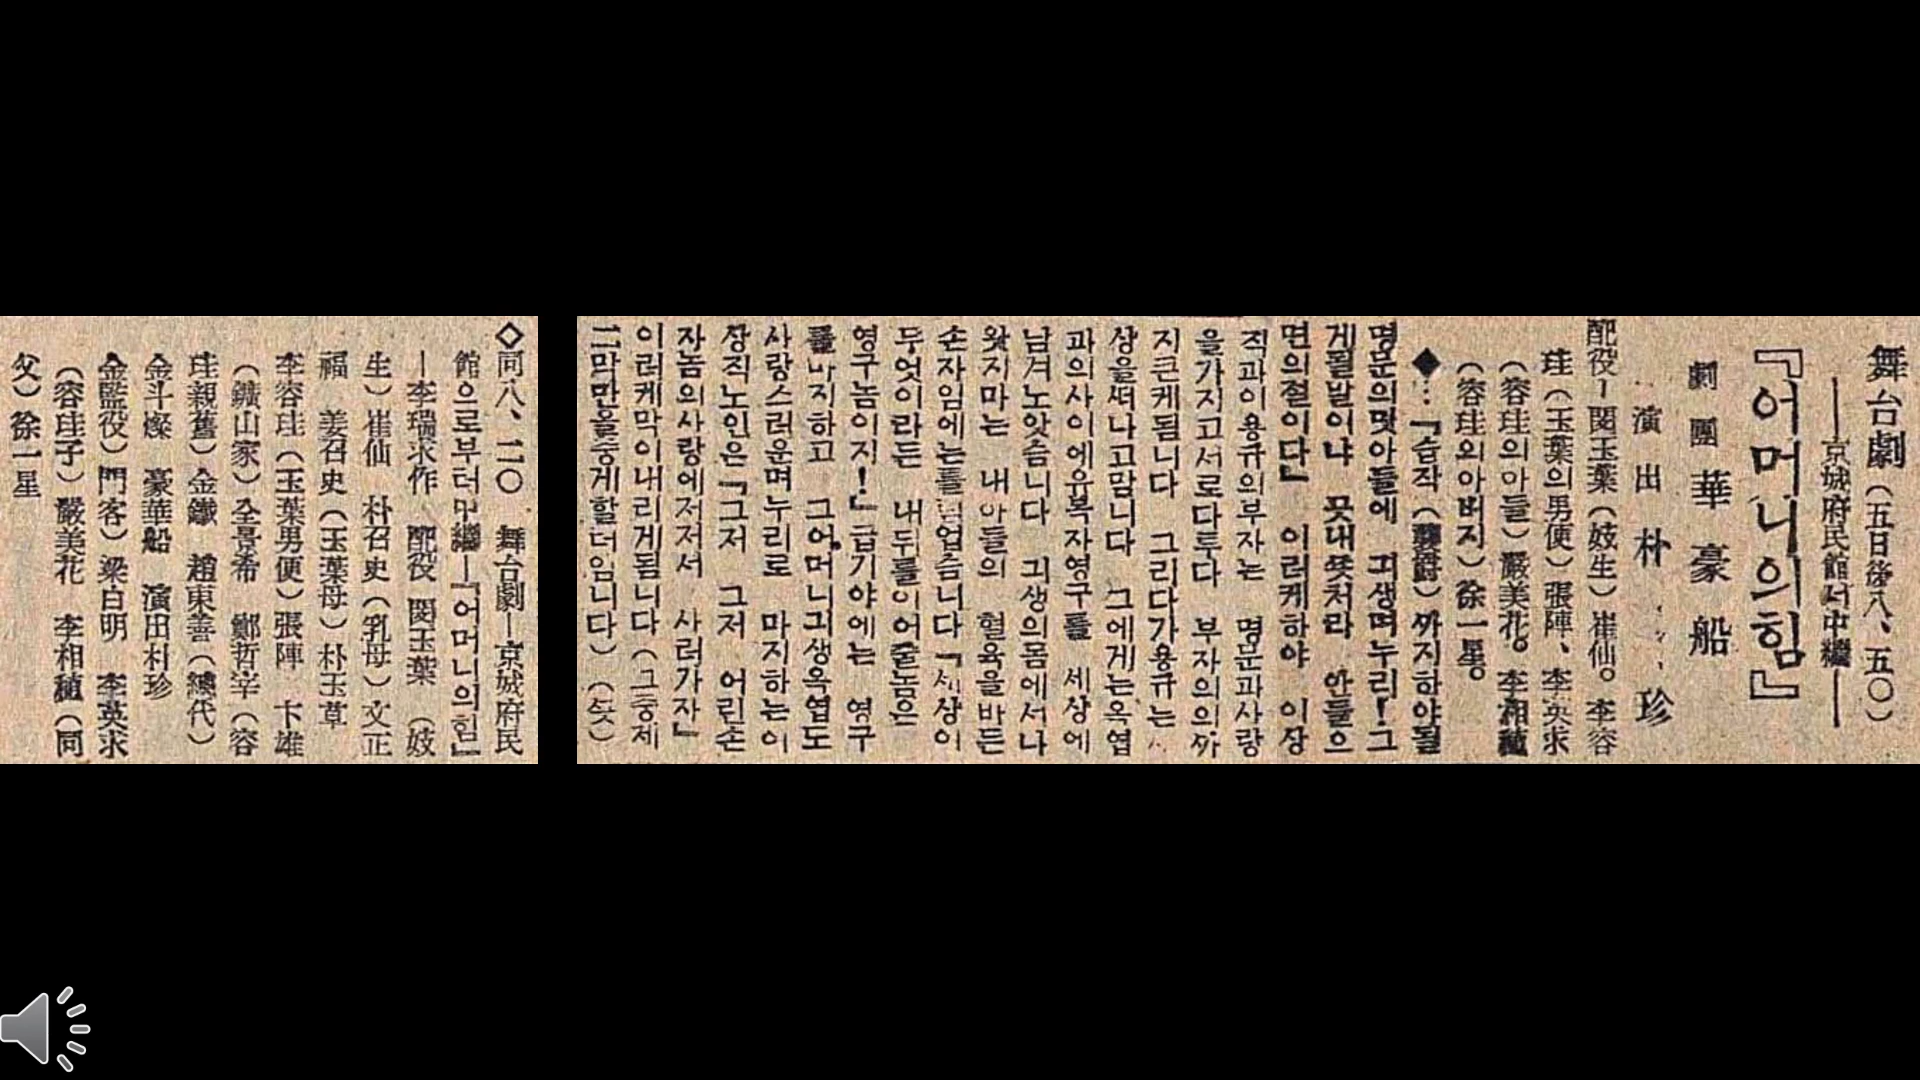 舞台劇 (五日後八、五〇)
──京城府民館서中繼──
『어머니의힘』
劇團 華豪船
演出 朴 珍
配役─閔玉葉(妓生)崔仙。李容
珪(玉葉의男便)張陣、李英求
(容珪의아들)嚴美花。李相
(容珪의外아버지)徐一星。
◆…『습작(襲爵)까지하야될
명문의맛아들에 긔생며누리! 그
게될말이냐 못내쫏처라 안들으
면의절이다』 이러케하야 이장
직과이용규의부자는 명문과사랑
을가지고서로다투다 부자의의까
지큰케됨니다 그리다가용규는
상을떠나고맘니다 그에게는옥엽
과의사이에유복자영구를 세상에
남겨노앗슴니다 긔생의몸에서나
왓지마는 내아들의 혈육을바든
손자임에는틀님업슴니다 『세상이
무엇이라든 내뒤를이어줄놈은
영구놈이지!』 급기야에는 영구
를나지하고 그어머니긔생옥엽도
사랑스러운며누리로 마지하는이
장직노인은 『그저 그저 어린손
자놈의사랑에저저서 사러가자』
이러케막이내리게됨니다 (그중제
二막만을중계할더임니다) (끗)
◇同八、二〇 舞台劇─京城府民
館으로부터中繼─『어머니의힘』
─李瑞求作 配役 閔玉葉 (妓
生)崔仙 朴召史(乳母)文正
福 姜召史(玉葉母)朴玉草
李容珪(玉葉男便)張陣 卞雄
(鑛山家)全景希 鄭哲宰(容
珪親舊)金鐵 趙東善(總代)
金斗燦 豪華船 演出朴珍
金監役)門客)梁白明 李英求
(容珪子)嚴美花 李相 (同
父)徐一星